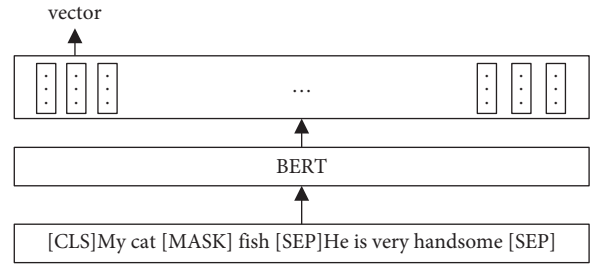 vector
...
BERT
[CLS]My cat [MASK] fish [SEP]He is very handsome [SEP]